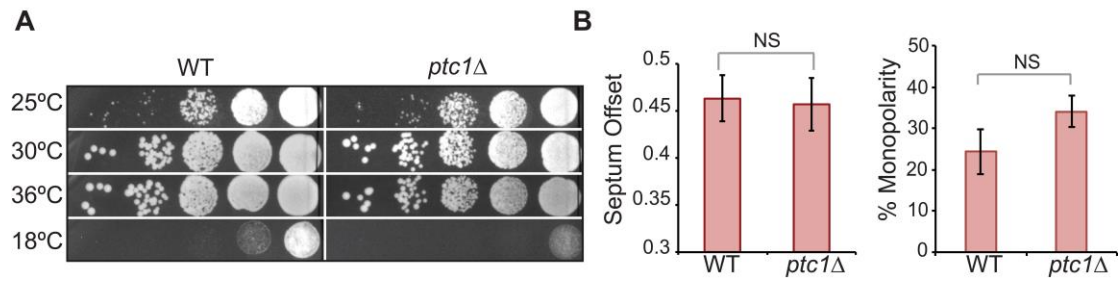 A
WT
ptc1Δ
25ºC
30ºC
36ºC
18ºC
B
NS
Septum Offset
0.5
0.45
0.4
0.35
0.3
WT
ptc1Δ
NS
% Monopolarity
50
40
30
20
10
0
WT
ptc1Δ